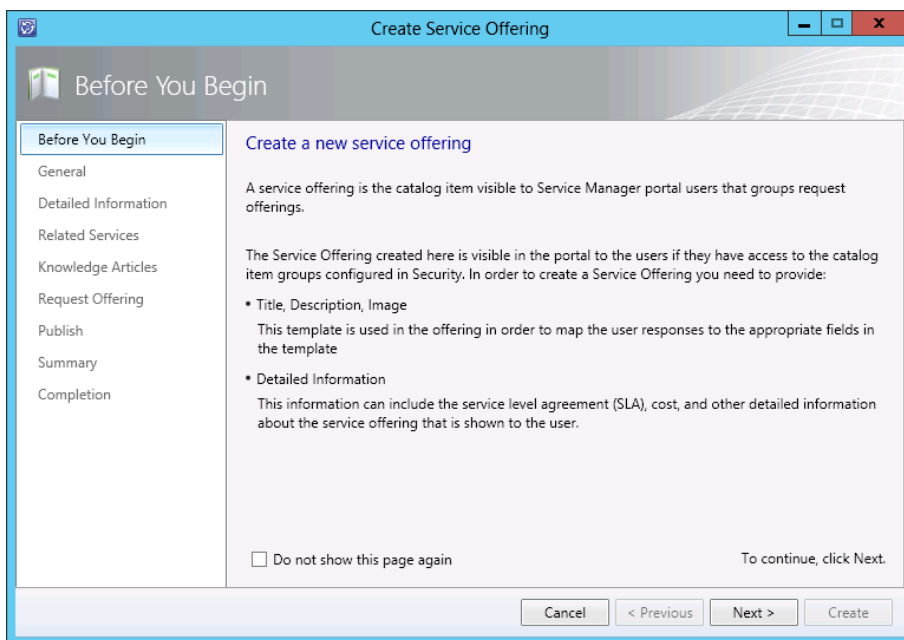 Create Service Offering
x
Before You Begin
Before You Begin
General
Detailed Information
Related Services
Knowledge Articles
Request Offering
Publish
Summary
Completion
Create a new service offering
A service offering is the catalog item visible to Service Manager portal users that groups request
offerings.
The Service Offering created here is visible in the portal to the users if they have access to the catalog
item groups configured in Security. In order to create a Service Offering you need to provide:
• Title, Description, Image
This template is used in the offering in order to map the user responses to the appropriate fields in
the template
• Detailed Information
This information can include the service level agreement (SLA), cost, and other detailed information
about the service offering that is shown to the user.
Do not show this page again
To continue, click Next.
Cancel
< Previous
Next >
Create